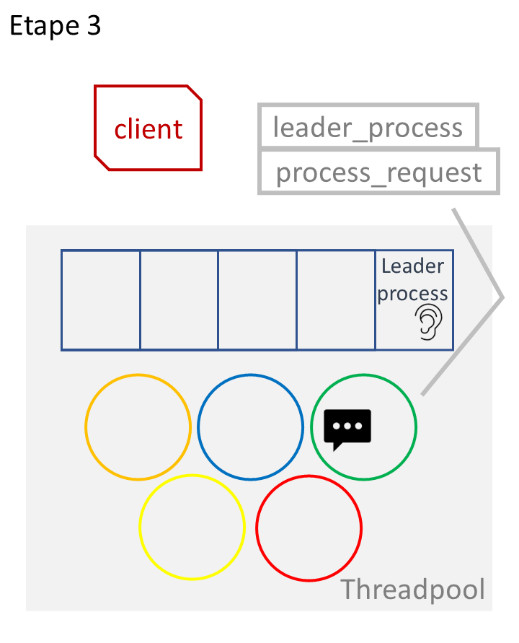 Etape 3
client
leader_process
process_request
Leader
process
Threadpool